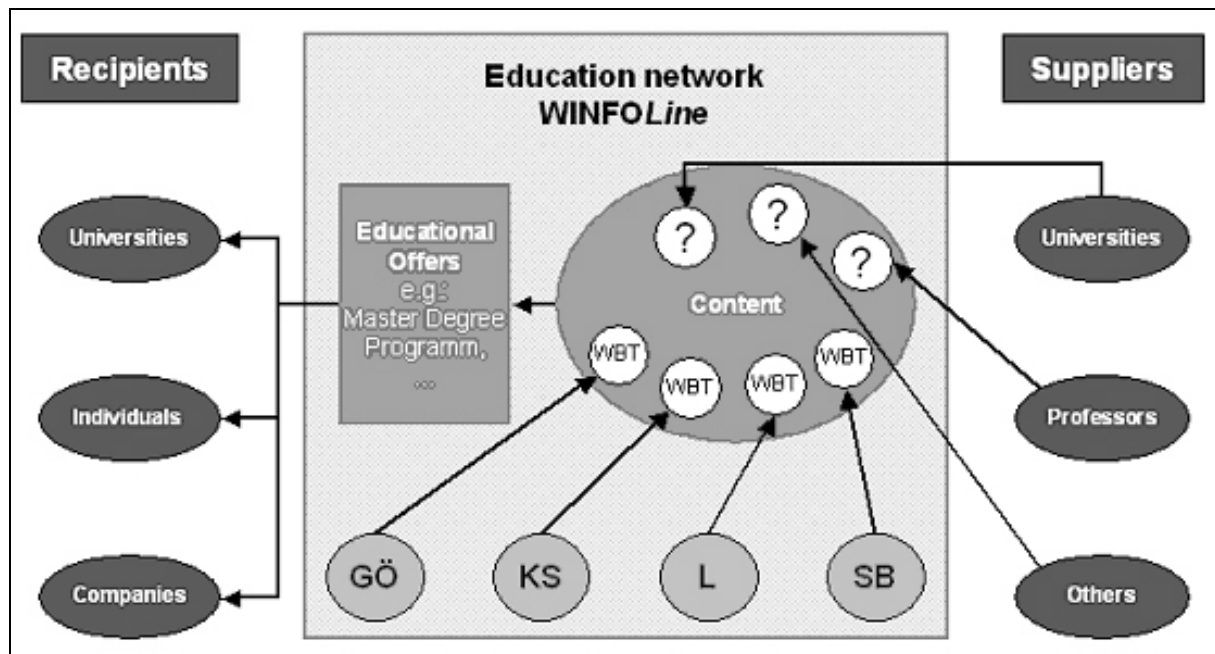 Recipients
Education network
WINFOLine
Suppliers
Universities
Individuals
Companies
Educational
Offers
e.g.:
Master Degree
Programm,
...
?
?
?
Content
WBT
WBT
WBT
WBT
GÖ
KS
L
SB
Universities
Professors
Others